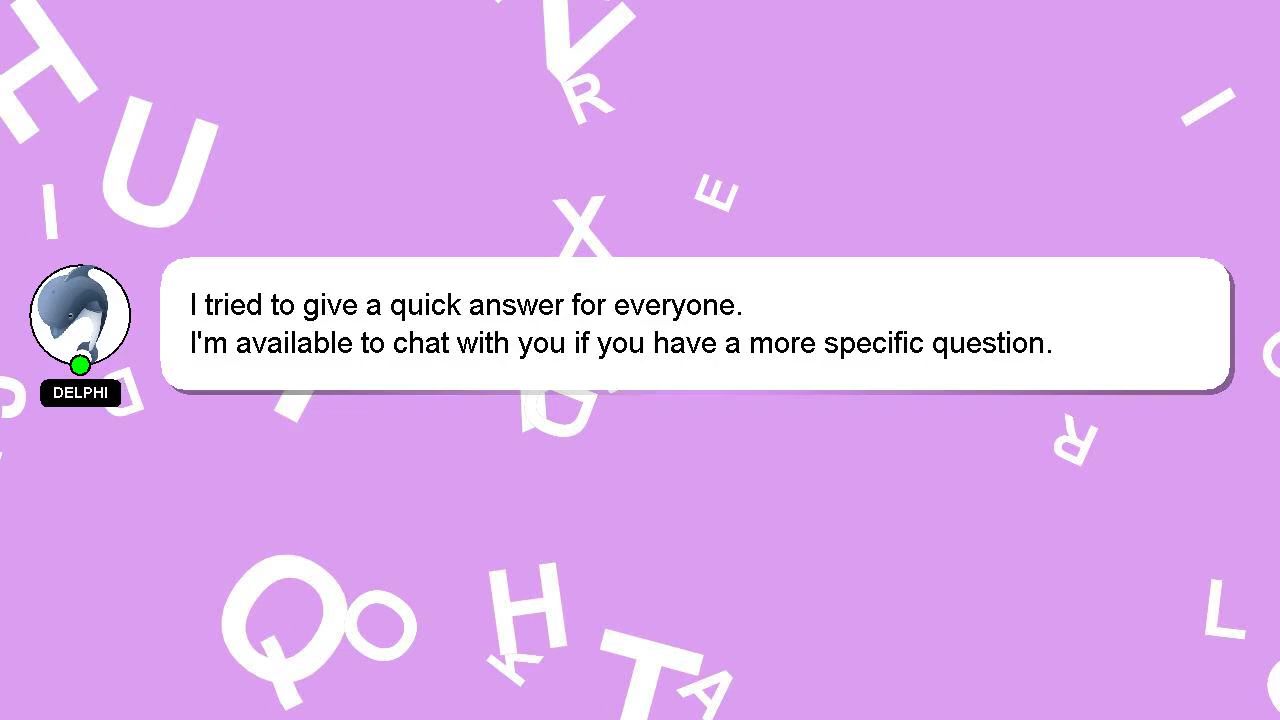 H
U
V
R
I
E
I
X
I tried to give a quick answer for everyone.
I'm available to chat with you if you have a more specific question.
DELPHI
D
R
Q
O
H
K
T
A
L